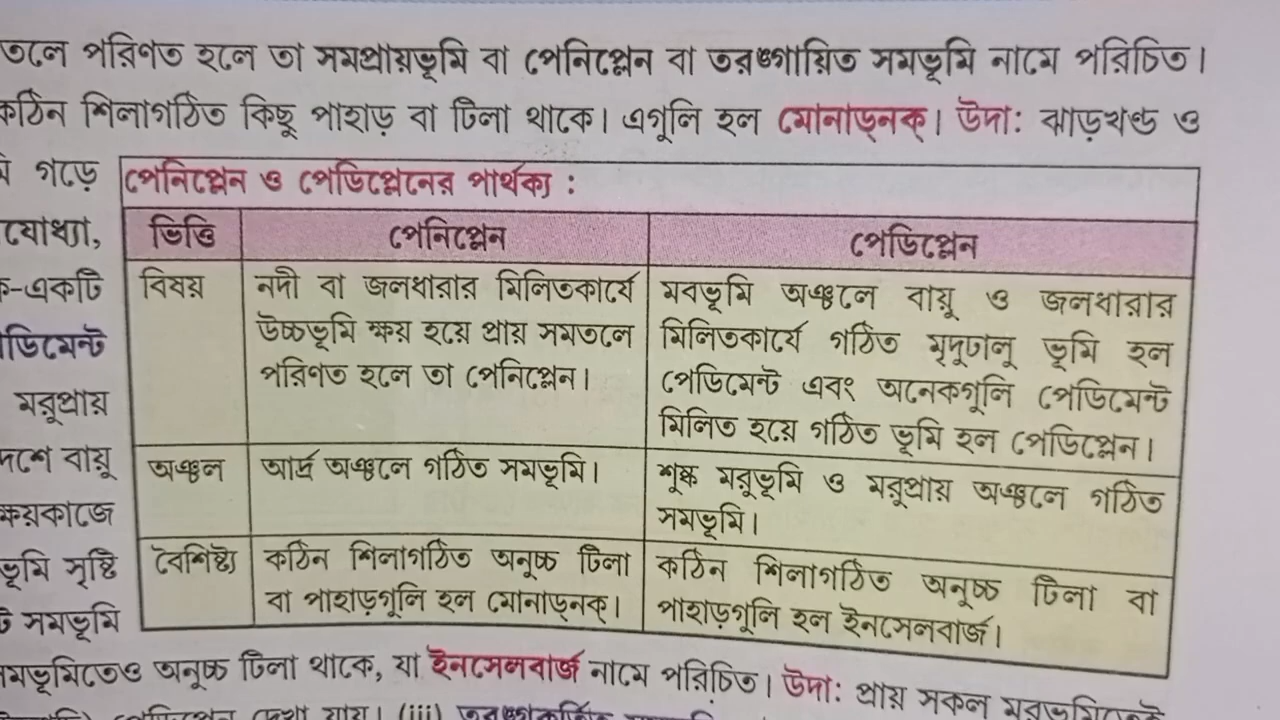 তলে পরিণত হলে তা সমপ্রায়ভূমি বা পেনিপ্লেন বা তরঙ্গায়িত সমভূমি নামে পরিচিত।
কঠিন শিলাগঠিত কিছু পাহাড় বা টিলা থাকে। এগুলি হল মোনাড্‌নক্‌। উদা: ঝাড়খণ্ড ও
গড়ে
যোধ্যা,
ক-একটি
ডিমেন্ট
মরুপ্রায়
দেশে বায়ু
ক্ষয়কাজে
ভূমি সৃষ্টি
সমভূমি
পেনিপ্লেন ও পেডিপ্লেনের পার্থক্য :
ভিত্তি পেনিপ্লেন পেডিপ্লেন
বিষয়
নদী বা জলধারার মিলিতকার্যে
উচ্চভূমি ক্ষয় হয়ে প্রায় সমতলে
পরিণত হলে তা পেনিপ্লেন।
মবভূমি অঞ্চলে বায়ু ও জলধারার
মিলিতকার্যে গঠিত মৃদুঢালু ভূমি হল
পেডিমেন্ট এবং অনেকগুলি পেডিমেন্ট
মিলিত হয়ে গঠিত ভূমি হল পেডিপ্লেন।
অঞ্চল
আর্দ্র অঞ্চলে গঠিত সমভূমি।
শুষ্ক মরুভূমি ও মরুপ্রায় অঞ্চলে গঠিত
সমভূমি।
বৈশিষ্ট্য
কঠিন শিলাগঠিত অনুচ্চ টিলা
বা পাহাড়গুলি হল মোনাড্‌নক্‌।
কঠিন শিলাগঠিত অনুচ্চ টিলা বা
পাহাড়গুলি হল ইনসেলবার্জ।
সমভূমিতেও অনুচ্চ টিলা থাকে, যা ইনসেলবার্জ নামে পরিচিত। উদা: প্রায় সকল মরুভূমিতেই
পেডিপ্লেন দেখা যায়। (iii)